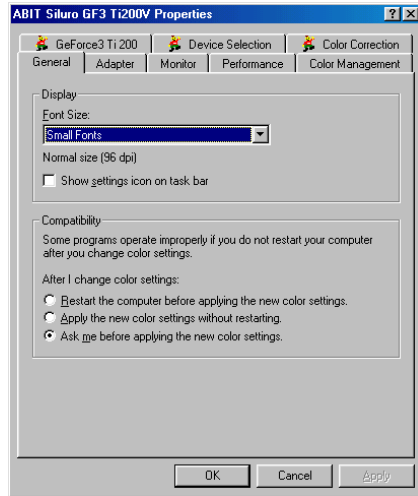 ABIT Siluro GF3 Ti200V Properties
GeForce3 Ti 200 Device Selection Color Correction
General Adapter Monitor Performance Color Management
Display
Font Size:
Small Fonts
Normal size (96 dpi)
Show settings icon on task bar
Compatibility
Some programs operate improperly if you do not restart your computer
after you change color settings.
After I change color settings:
Restart the computer before applying the new color settings.
Apply the new color settings without restarting.
Ask me before applying the new color settings.
OK Cancel Apply